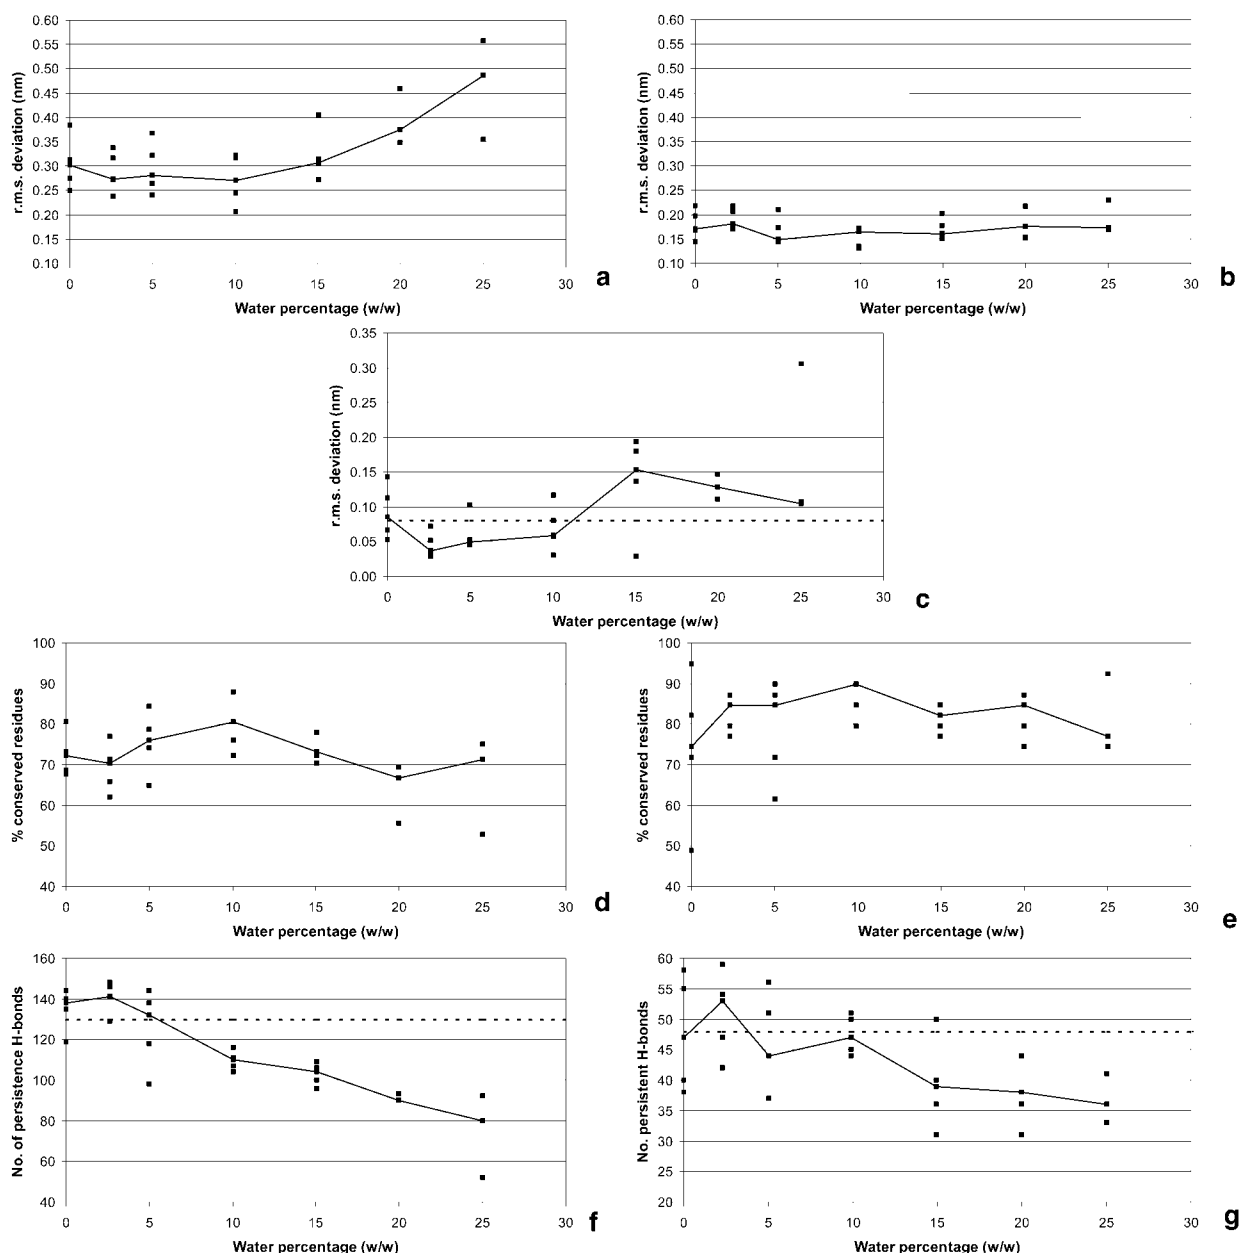 0.60
0.55
0.50
0.45
0.40
0.35
0.30
0.25
0.20
0.15
0.10
r.m.s. deviation (nm)
0 5 10 15 20 25 30
Water percentage (w/w)
a
0.60
0.55
0.50
0.45
0.40
0.35
0.30
0.25
0.20
0.15
0.10
r.m.s. deviation (nm)
0 5 10 15 20 25 30
Water percentage (w/w)
b
0.35
0.30
0.25
0.20
0.15
0.10
0.05
0.00
r.m.s. deviation (nm)
0 5 10 15 20 25 30
Water percentage (w/w)
c
100
90
80
70
60
50
40
% conserved residues
0 5 10 15 20 25 30
Water percentage (w/w)
d
100
90
80
70
60
50
40
% conserved residues
0 5 10 15 20 25 30
Water percentage (w/w)
e
160
140
120
100
80
60
40
No. of persistence H-bonds
0 5 10 15 20 25 30
Water percentage (w/w)
f
60
55
50
45
40
35
30
25
20
No. persistent H-bonds
0 5 10 15 20 25 30
Water percentage (w/w)
g